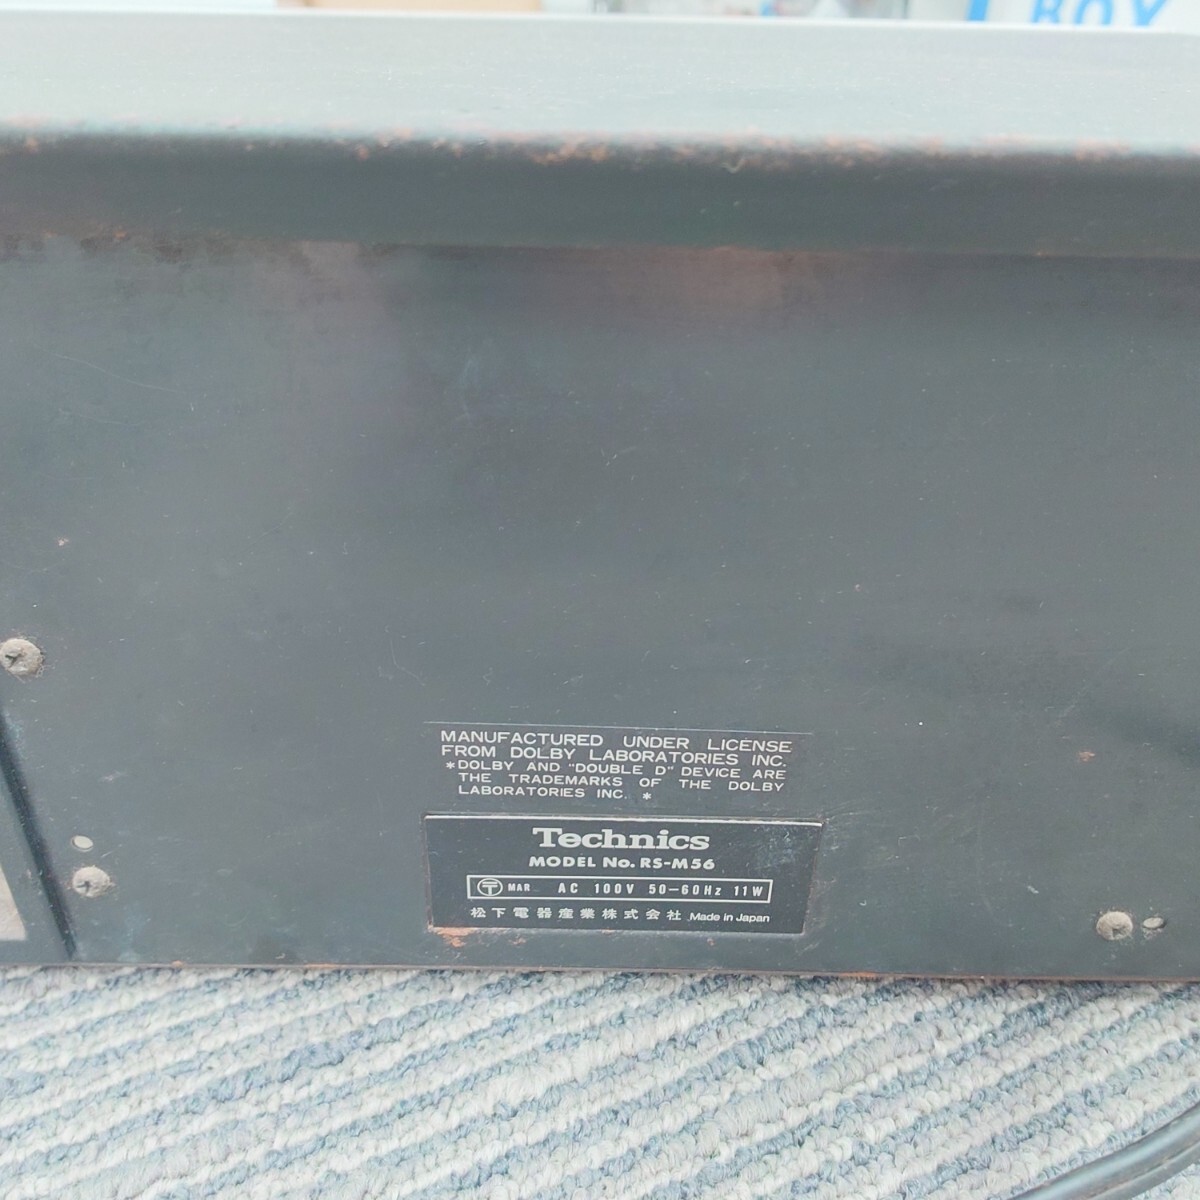 BOX
MANUFACTURED UNDER LICENSE
FROM DOLBY LABORATORIES INC.
*DOLBY AND "DOUBLE D" DEVICE ARE
THE TRADEMARKS OF THE DOLBY
LABORATORIES INC. *
Technics
MODEL No. RS-M56
〒 MAR AC 100V 50-60Hz 11W
松下電器産業株式会社 Made in Japan